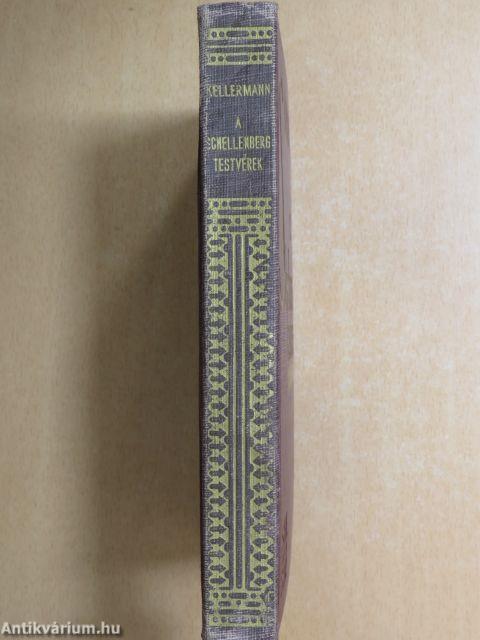 KELLERMANN
A
SCHELLENBERG
TESTVÉREK
Antikvárium.hu